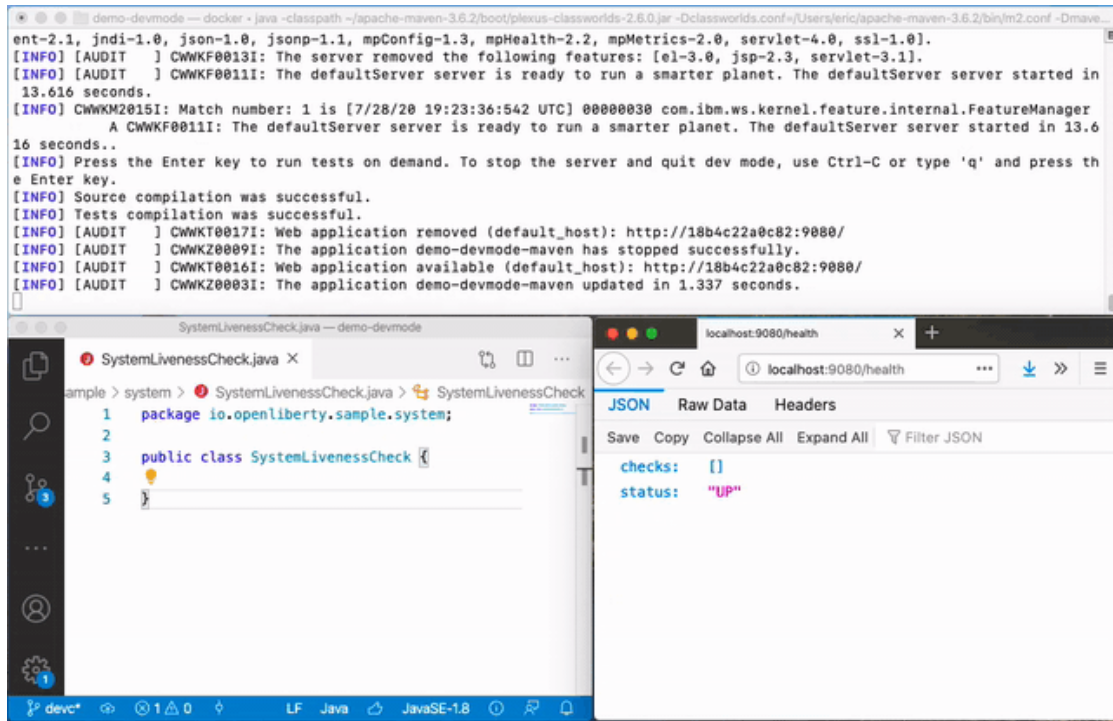 demo-devmode — docker • java -classpath ~/apache-maven-3.6.2/boot/plexus-classworlds-2.6.0.jar -Dclassworlds.conf=/Users/eric/apache-maven-3.6.2/bin/m2.conf -Dmave...
ent-2.1, jndi-1.0, json-1.0, jsonp-1.1, mpConfig-1.3, mpHealth-2.2, mpMetrics-2.0, servlet-4.0, ssl-1.0].
[INFO] [AUDIT   ] CWWKF0013I: The server removed the following features: [el-3.0, jsp-2.3, servlet-3.1].
[INFO] [AUDIT   ] CWWKF0011I: The defaultServer server is ready to run a smarter planet. The defaultServer server started in
 13.616 seconds.
[INFO] CWWKM2015I: Match number: 1 is [7/28/20 19:23:36:542 UTC] 00000030 com.ibm.ws.kernel.feature.internal.FeatureManager
A CWWKF0011I: The defaultServer server is ready to run a smarter planet. The defaultServer server started in 13.6
16 seconds..
[INFO] Press the Enter key to run tests on demand. To stop the server and quit dev mode, use Ctrl-C or type 'q' and press th
e Enter key.
[INFO] Source compilation was successful.
[INFO] Tests compilation was successful.
[INFO] [AUDIT   ] CWWKT0017I: Web application removed (default_host): http://18b4c22a0c82:9080/
[INFO] [AUDIT   ] CWWKZ0009I: The application demo-devmode-maven has stopped successfully.
[INFO] [AUDIT   ] CWWKT0016I: Web application available (default_host): http://18b4c22a0c82:9080/
[INFO] [AUDIT   ] CWWKZ0003I: The application demo-devmode-maven updated in 1.337 seconds.
SystemLivenessCheck.java — demo-devmode
SystemLivenessCheck.java
ample > system > SystemLivenessCheck.java > SystemLivenessCheck
1 package io.openliberty.sample.system;
2
3 public class SystemLivenessCheck {
4
5 }
3
1
devc* 1 0 LF Java JavaSE-1.8
localhost:9080/health
localhost:9080/health
JSON Raw Data Headers
Save Copy Collapse All Expand All Filter JSON
checks: []
status: "UP"